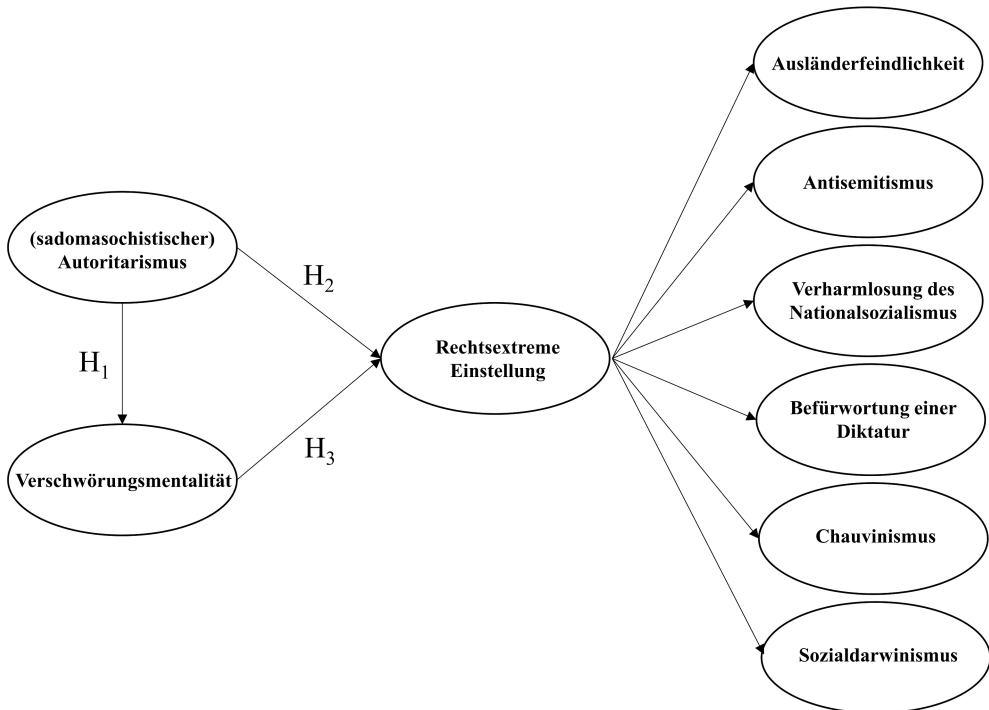 (sadomasochistischer)
Autoritarismus
H1
Verschwörungsmentalität
H2
H3
Rechtsextreme
Einstellung
Ausländerfeindlichkeit
Antisemitismus
Verharmlosung des
Nationalsozialismus
Befürwortung einer
Diktatur
Chauvinismus
Sozialdarwinismus